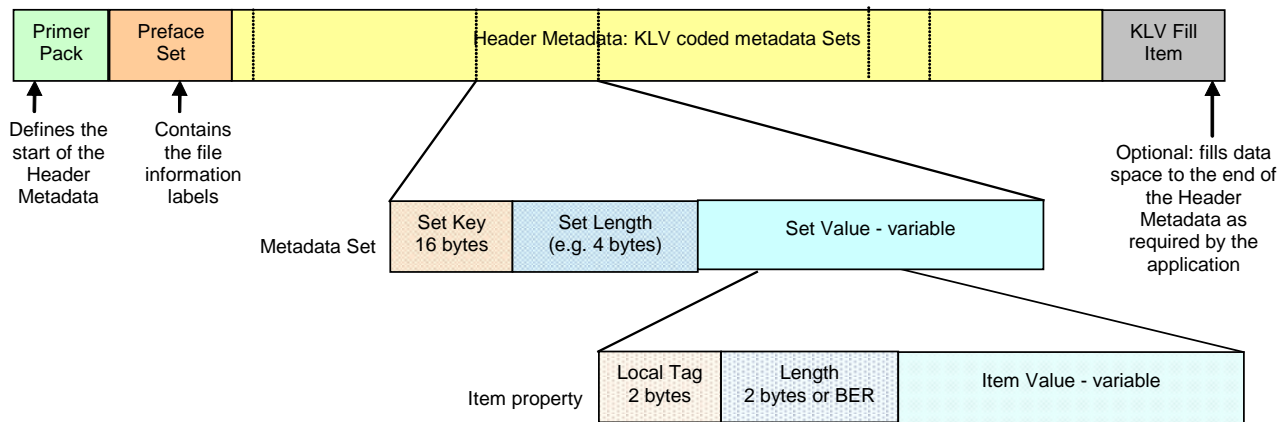 Primer
Pack
Preface
Set
Header Metadata: KLV coded metadata Sets
KLV Fill
Item
Defines the
start of the
Header
Metadata
Contains
the file
information
labels
Optional: fills data
space to the end of
the Header
Metadata as
required by the
application
Metadata Set
Set Key
16 bytes
Set Length
(e.g. 4 bytes)
Set Value - variable
Item property
Local Tag
2 bytes
Length
2 bytes or BER
Item Value - variable